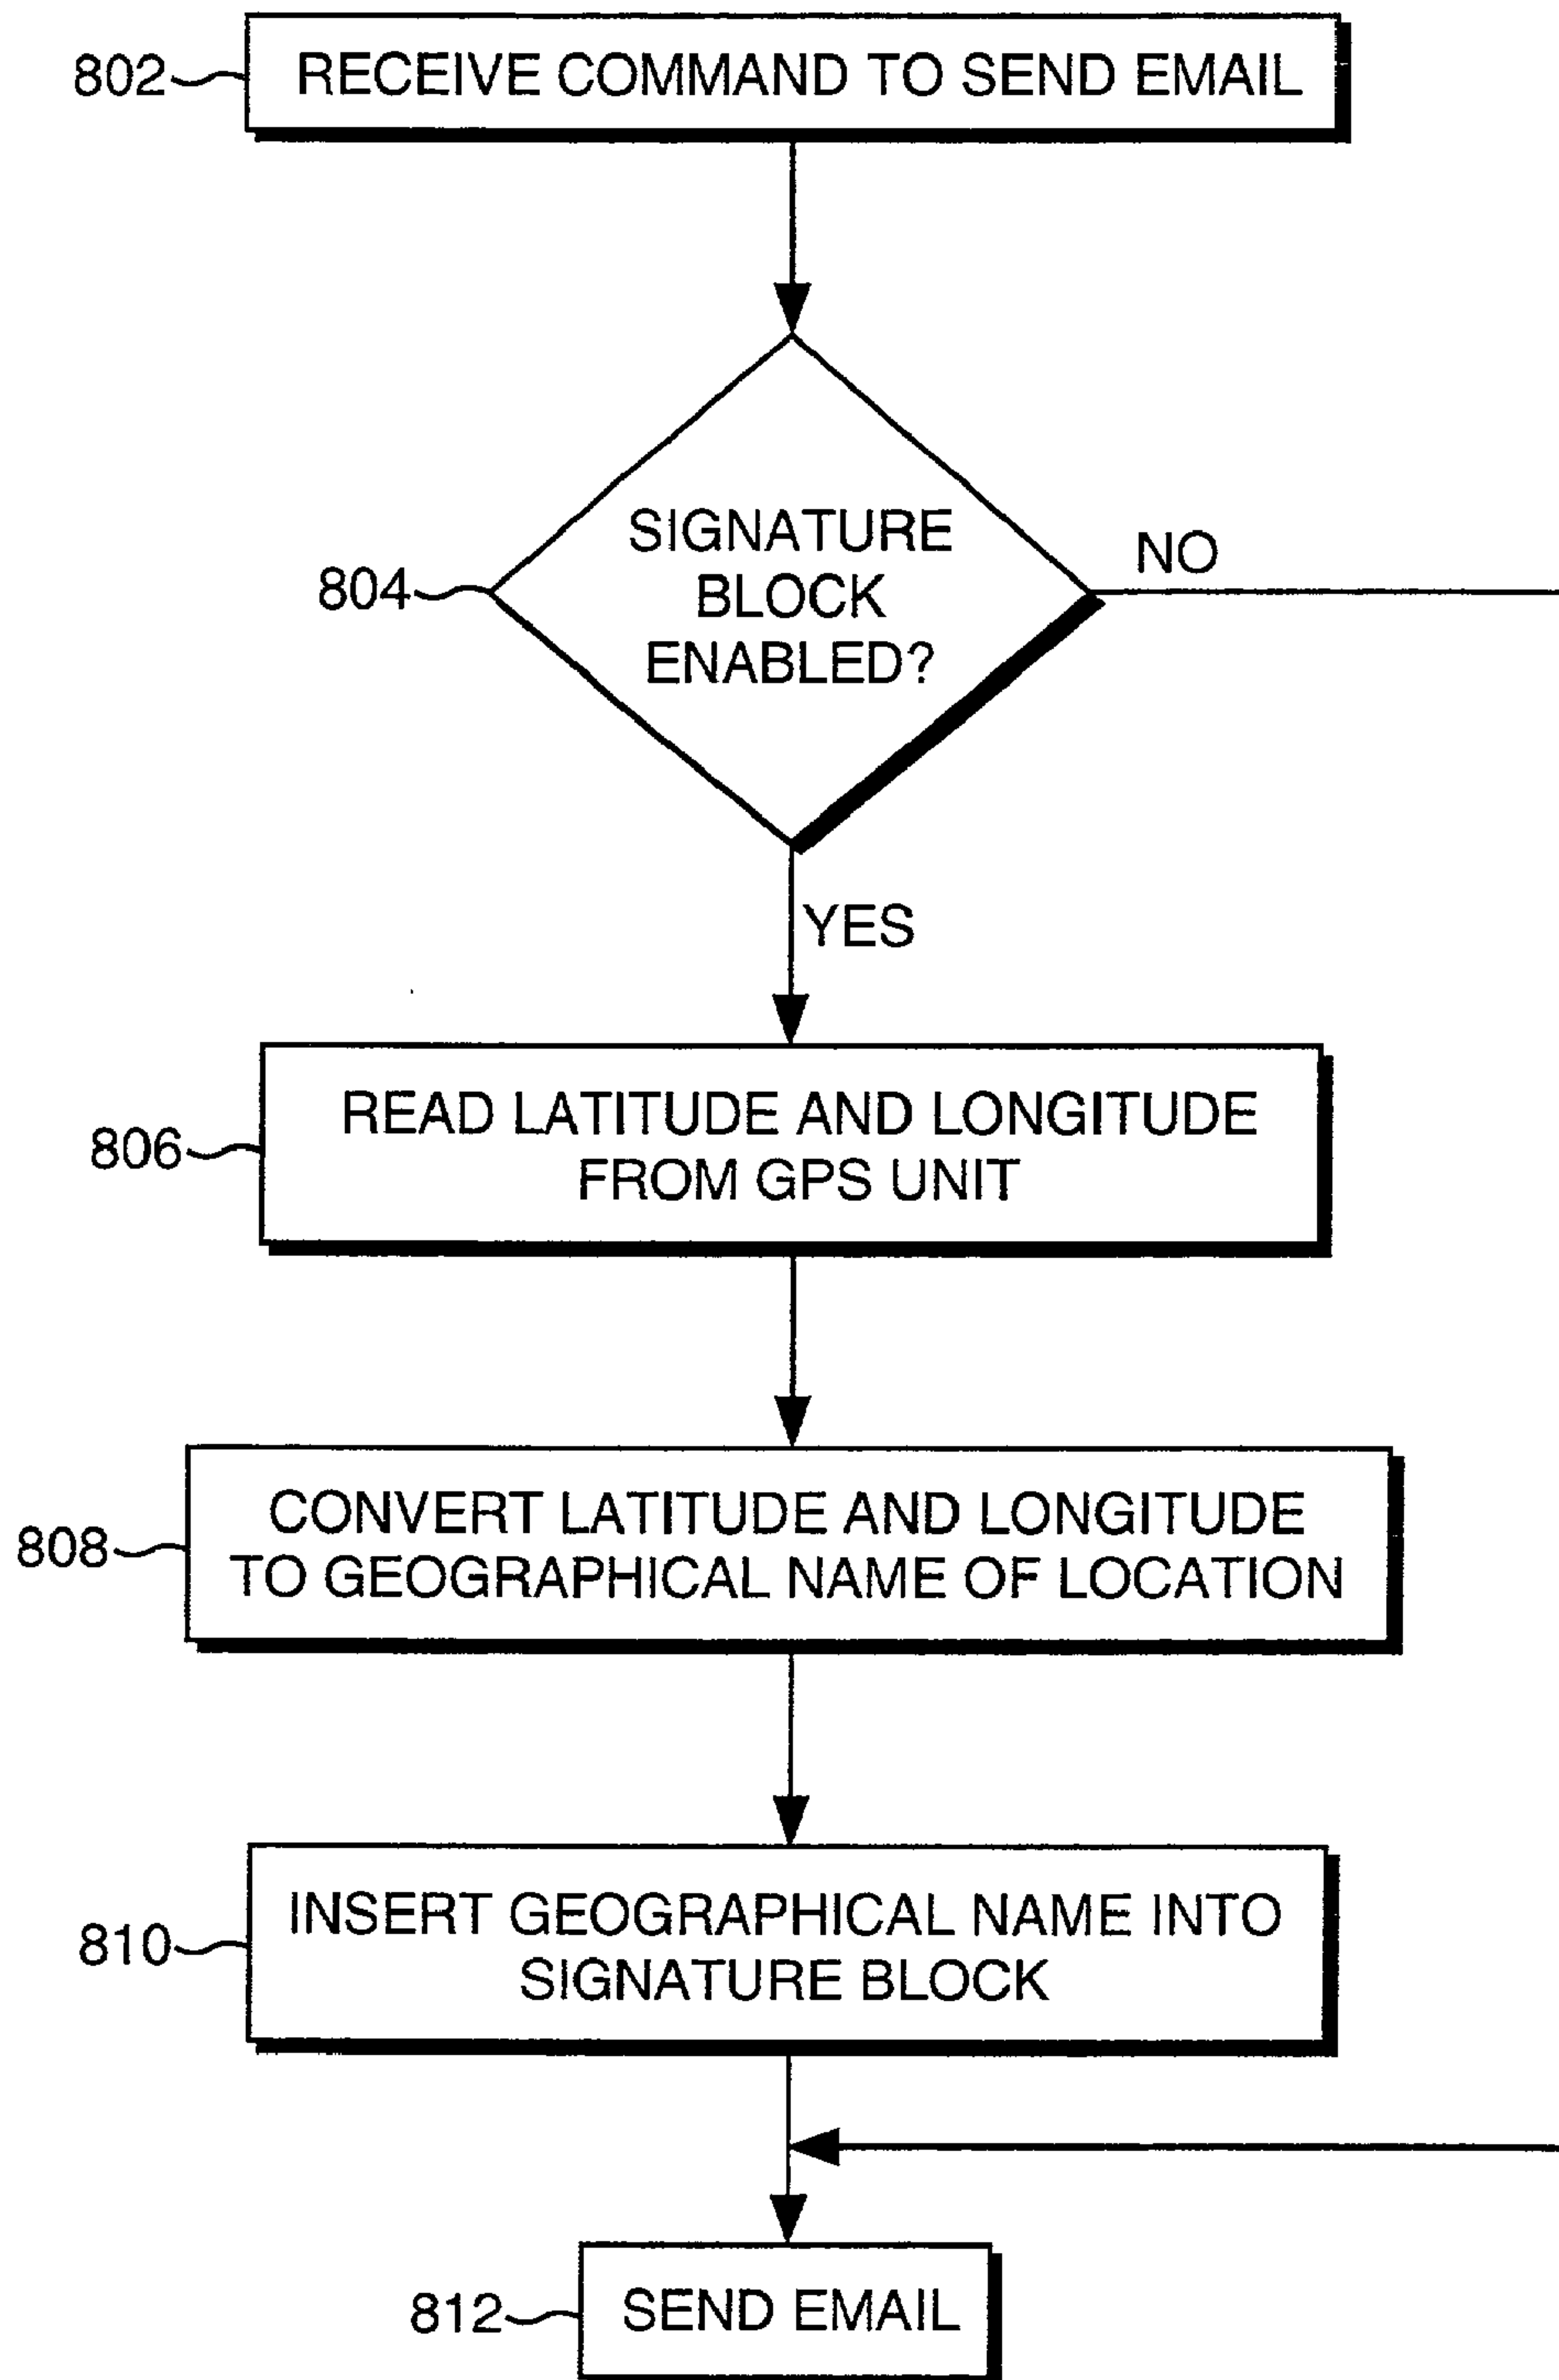 802
RECEIVE COMMAND TO SEND EMAIL
804
SIGNATURE
BLOCK
ENABLED?
NO
YES
806
READ LATITUDE AND LONGITUDE
FROM GPS UNIT
808
CONVERT LATITUDE AND LONGITUDE
TO GEOGRAPHICAL NAME OF LOCATION
810
INSERT GEOGRAPHICAL NAME INTO
SIGNATURE BLOCK
812
SEND EMAIL